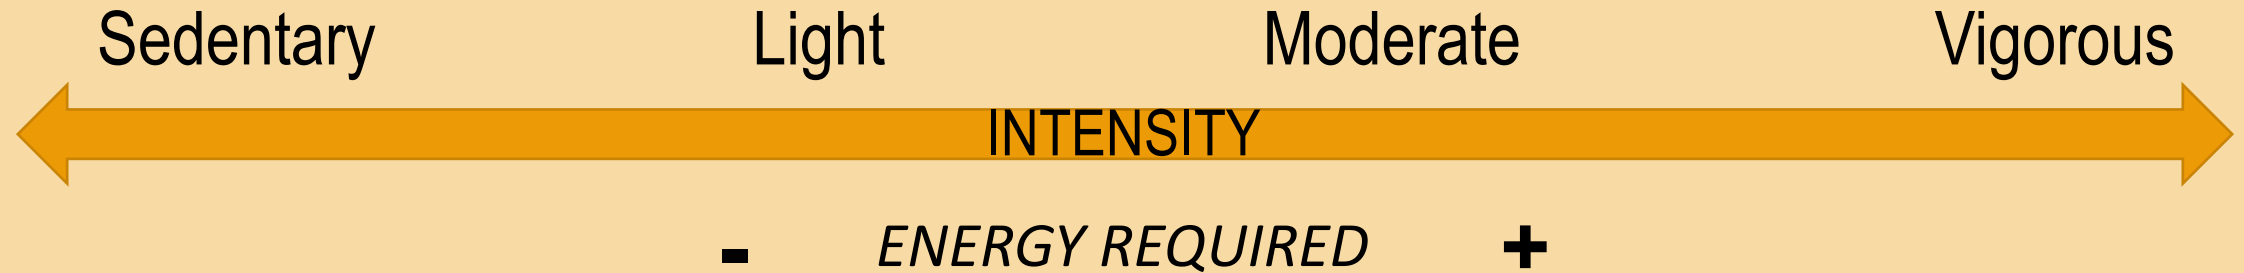 Sedentary Light Moderate Vigorous
INTENSITY
- ENERGY REQUIRED +